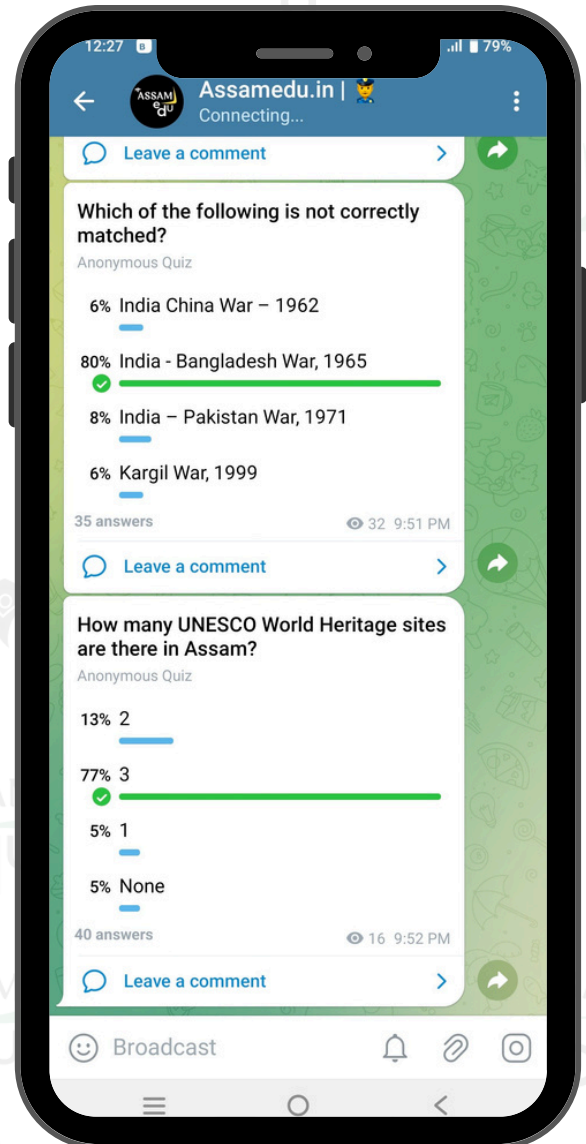 12:27 B 79%
ASSAM
edU
Assamedu.in |
Connecting...
Leave a comment
Which of the following is not correctly
matched?
Anonymous Quiz
6% India China War – 1962
80% India - Bangladesh War, 1965
8% India – Pakistan War, 1971
6% Kargil War, 1999
35 answers 32 9:51 PM
Leave a comment
How many UNESCO World Heritage sites
are there in Assam?
Anonymous Quiz
13% 2
77% 3
5% 1
5% None
40 answers 16 9:52 PM
Leave a comment
Broadcast